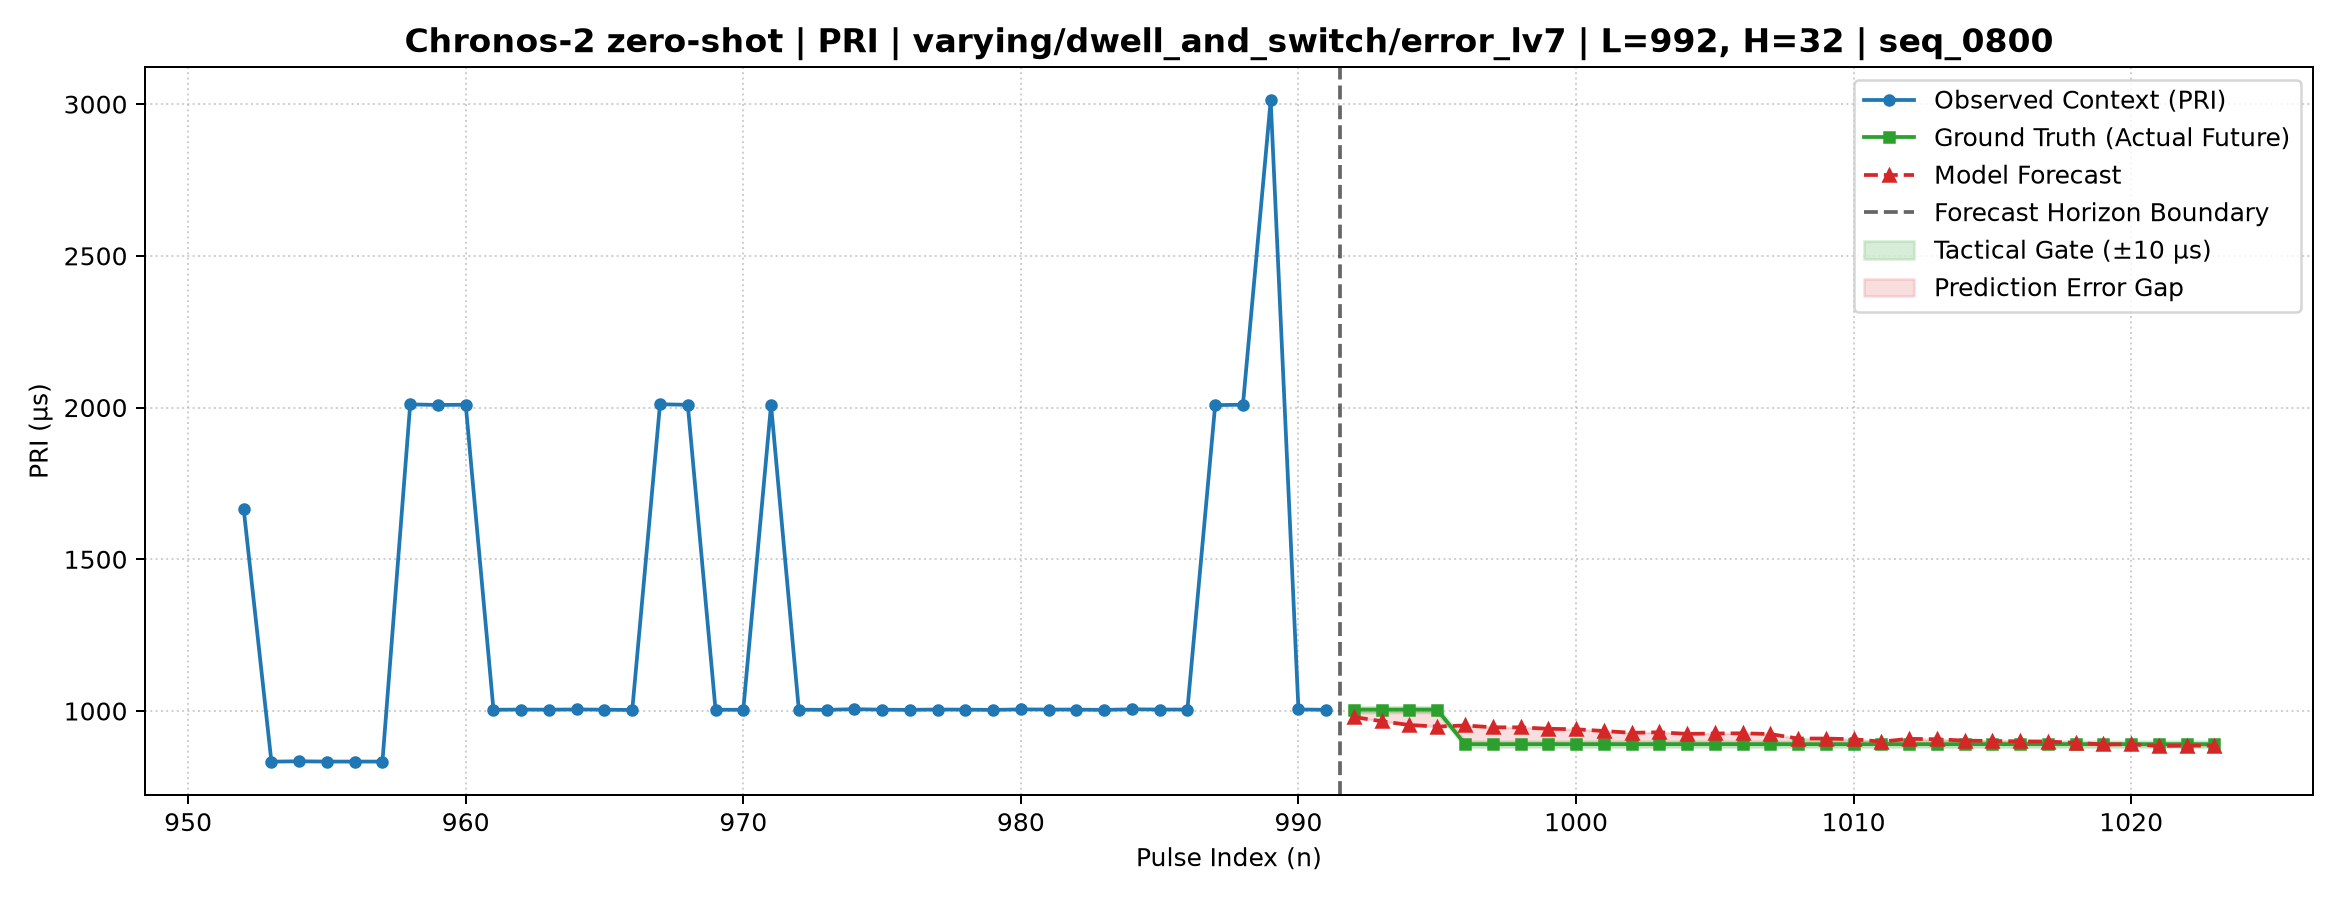 Chronos-2 zero-shot | PRI | varying/dwell_and_switch/error_lv7 | L=992, H=32 | seq_0800
Observed Context (PRI)
Ground Truth (Actual Future)
Model Forecast
Forecast Horizon Boundary
Tactical Gate (±10 μs)
Prediction Error Gap
PRI (μs)
3000
2500
2000
1500
1000
950 960 970 980 990 1000 1010 1020
Pulse Index (n)